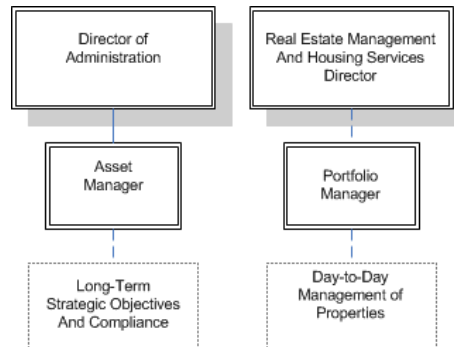 Director of
Administration
Real Estate Management
And Housing Services
Director
Asset
Manager
Portfolio
Manager
Long-Term
Strategic Objectives
And Compliance
Day-to-Day
Management of
Properties